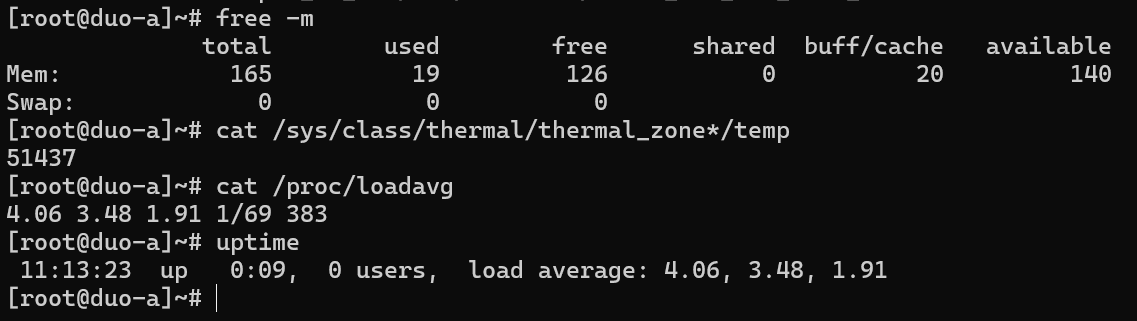 [root@duo-a]~# free -m
total used free shared buff/cache available
Mem: 165 19 126 0 20 140
Swap: 0 0 0
[root@duo-a]~# cat /sys/class/thermal/thermal_zone*/temp
51437
[root@duo-a]~# cat /proc/loadavg
4.06 3.48 1.91 1/69 383
[root@duo-a]~# uptime
11:13:23 up 0:09, 0 users, load average: 4.06, 3.48, 1.91
[root@duo-a]~#